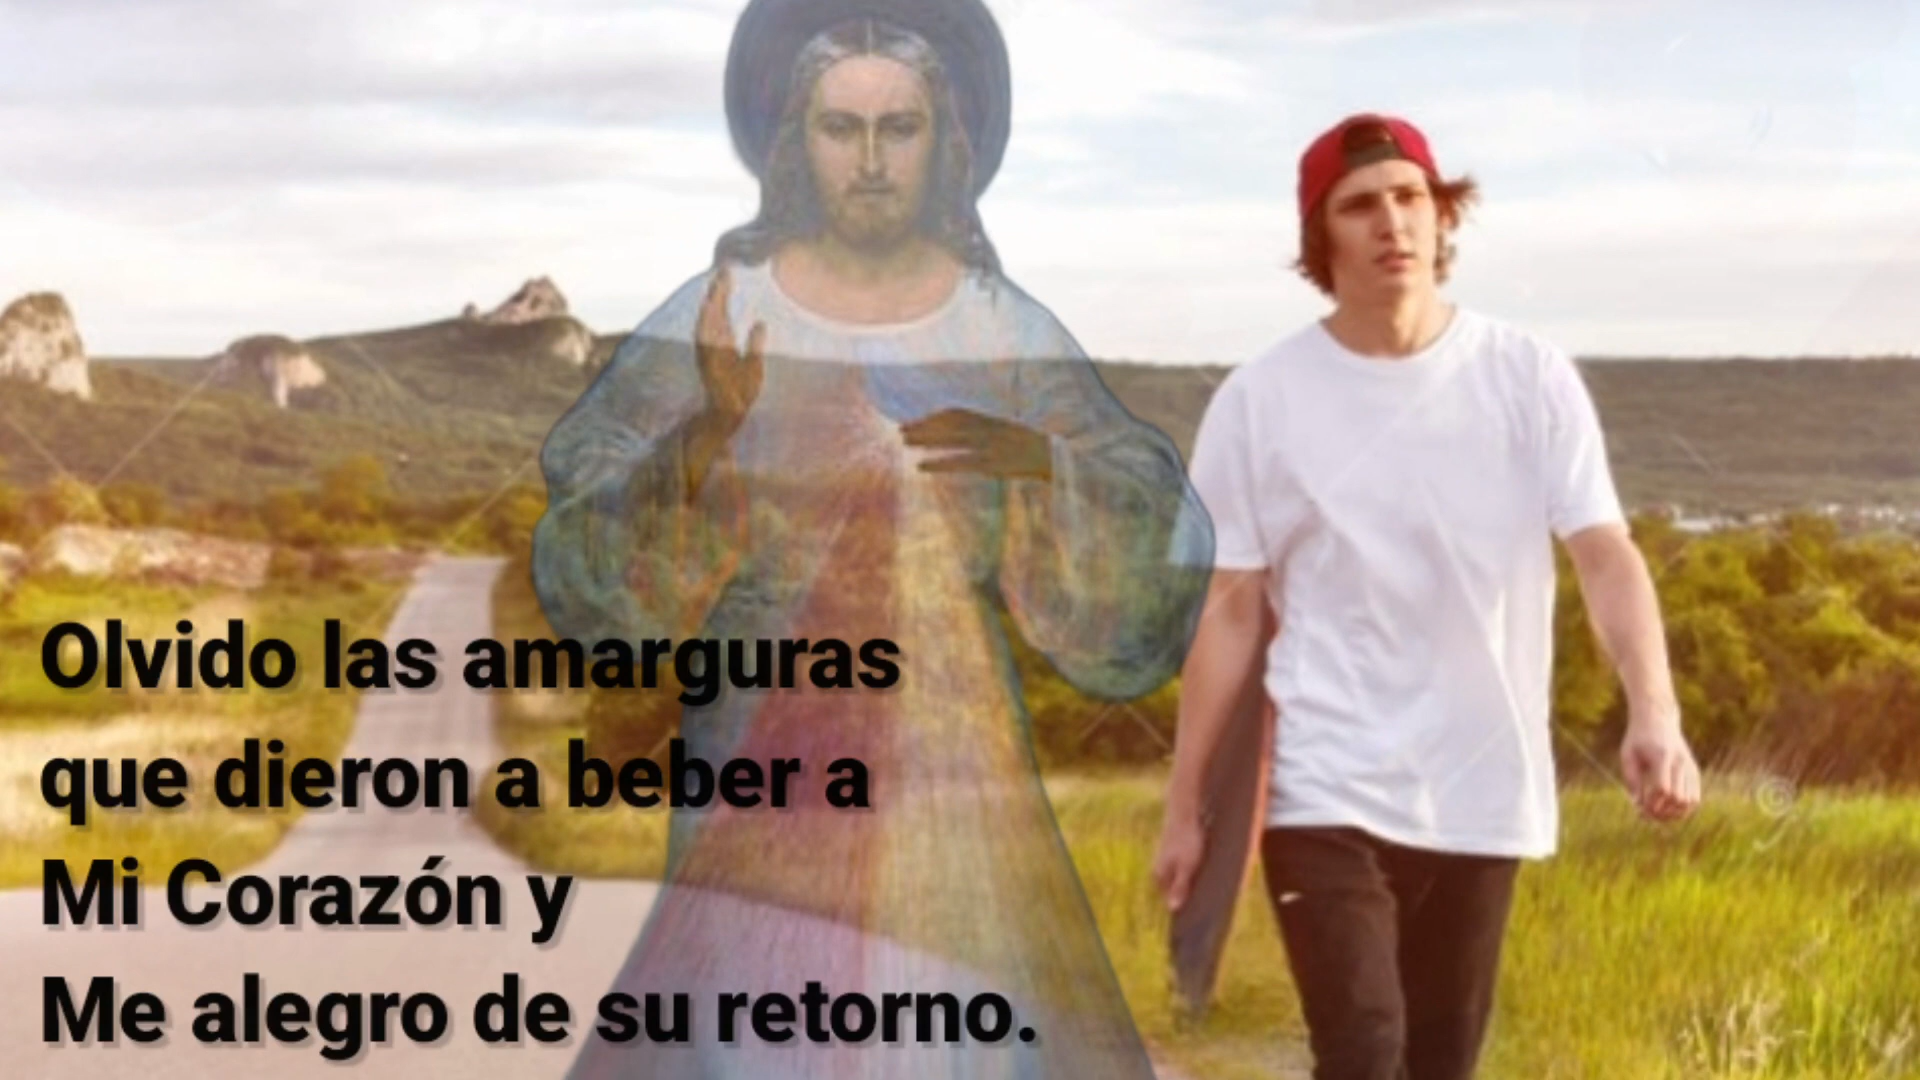 Olvido las amarguras
que dieron a beber a
Mi Corazón y
Me alegro de su retorno.